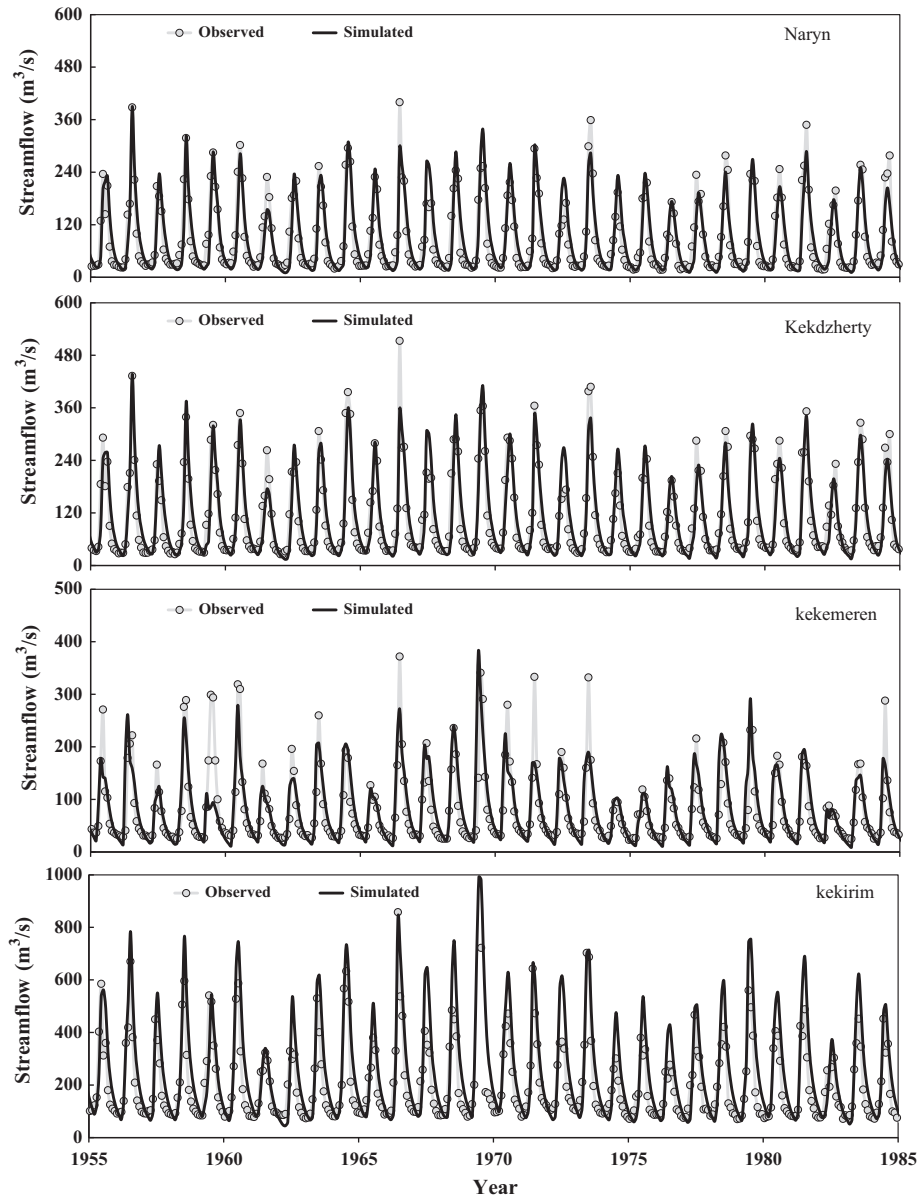 600
480
360
240
120
0
Streamflow (m³/s)
Observed
Simulated
Naryn
600
480
360
240
120
0
Streamflow (m³/s)
Observed
Simulated
Kekdzherty
500
400
300
200
100
0
Streamflow (m³/s)
Observed
Simulated
kekemeren
1000
800
600
400
200
0
Streamflow (m³/s)
Observed
Simulated
kekirim
1955 1960 1965 1970 1975 1980 1985
Year